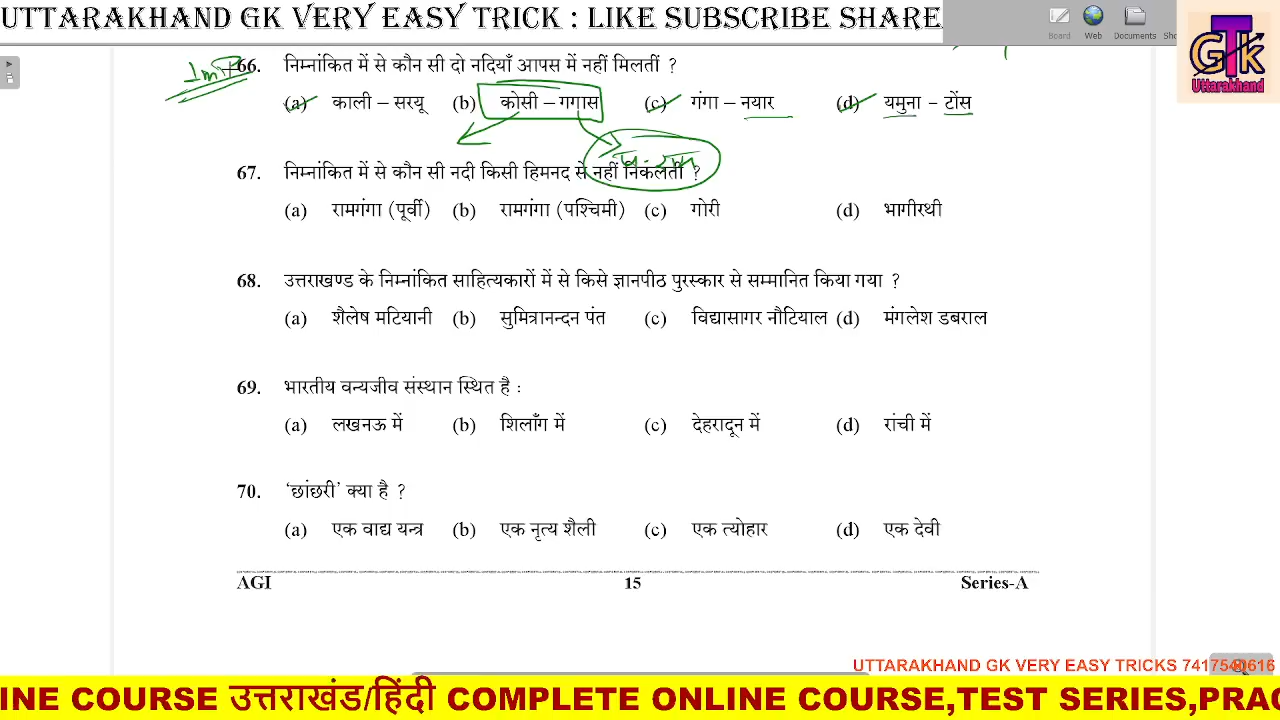 UTTARAKHAND GK VERY EASY TRICK : LIKE SUBSCRIBE SHARE
Board Web Documents
GTK
Uttarakhand
Imp
66. निम्नांकित में से कौन सी दो नदियाँ आपस में नहीं मिलतीं ?
(a) काली – सरयू (b) कोसी – गगास (c) गंगा – नयार (d) यमुना – टोंस
67. निम्नांकित में से कौन सी नदी किसी हिमनद से नहीं निकलती ?
(a) रामगंगा (पूर्वी) (b) रामगंगा (पश्चिमी) (c) गोरी (d) भागीरथी
68. उत्तराखण्ड के निम्नांकित साहित्यकारों में से किसे ज्ञानपीठ पुरस्कार से सम्मानित किया गया ?
(a) शैलेष मटियानी (b) सुमित्रानन्दन पंत (c) विद्यासागर नौटियाल (d) मंगलेश डबराल
69. भारतीय वन्यजीव संस्थान स्थित है :
(a) लखनऊ में (b) शिलाँग में (c) देहरादून में (d) रांची में
70. ‘छांछरी’ क्या है ?
(a) एक वाद्य यन्त्र (b) एक नृत्य शैली (c) एक त्योहार (d) एक देवी
AGI 15 Series-A
UTTARAKHAND GK VERY EASY TRICKS 7417540616
INE COURSE उत्तराखंड/हिंदी COMPLETE ONLINE COURSE,TEST SERIES,PRAC